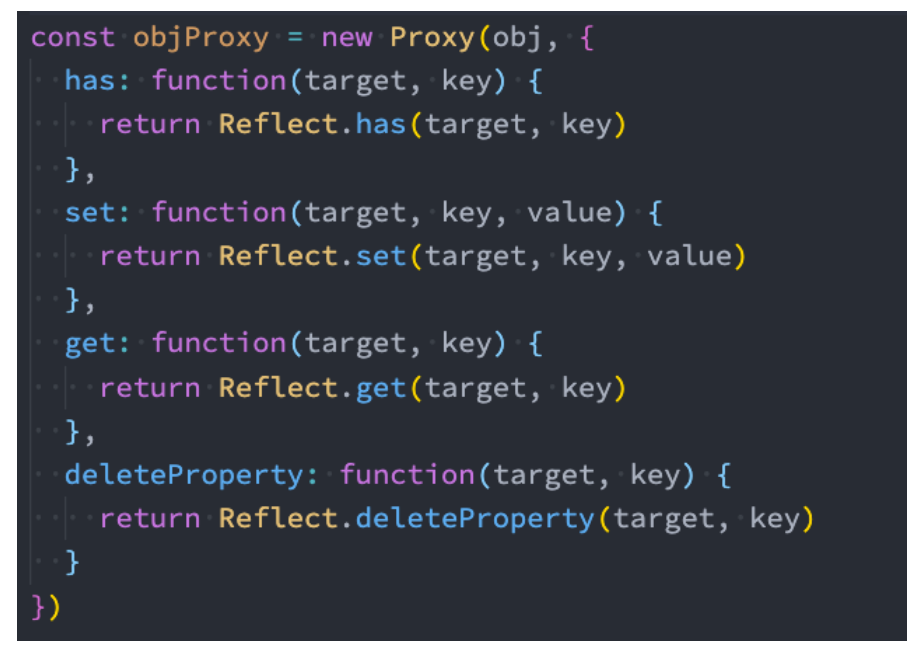 const objProxy = new Proxy(obj, {
  has: function(target, key) {
    return Reflect.has(target, key)
  },
  set: function(target, key, value) {
    return Reflect.set(target, key, value)
  },
  get: function(target, key) {
    return Reflect.get(target, key)
  },
  deleteProperty: function(target, key) {
    return Reflect.deleteProperty(target, key)
  }
})